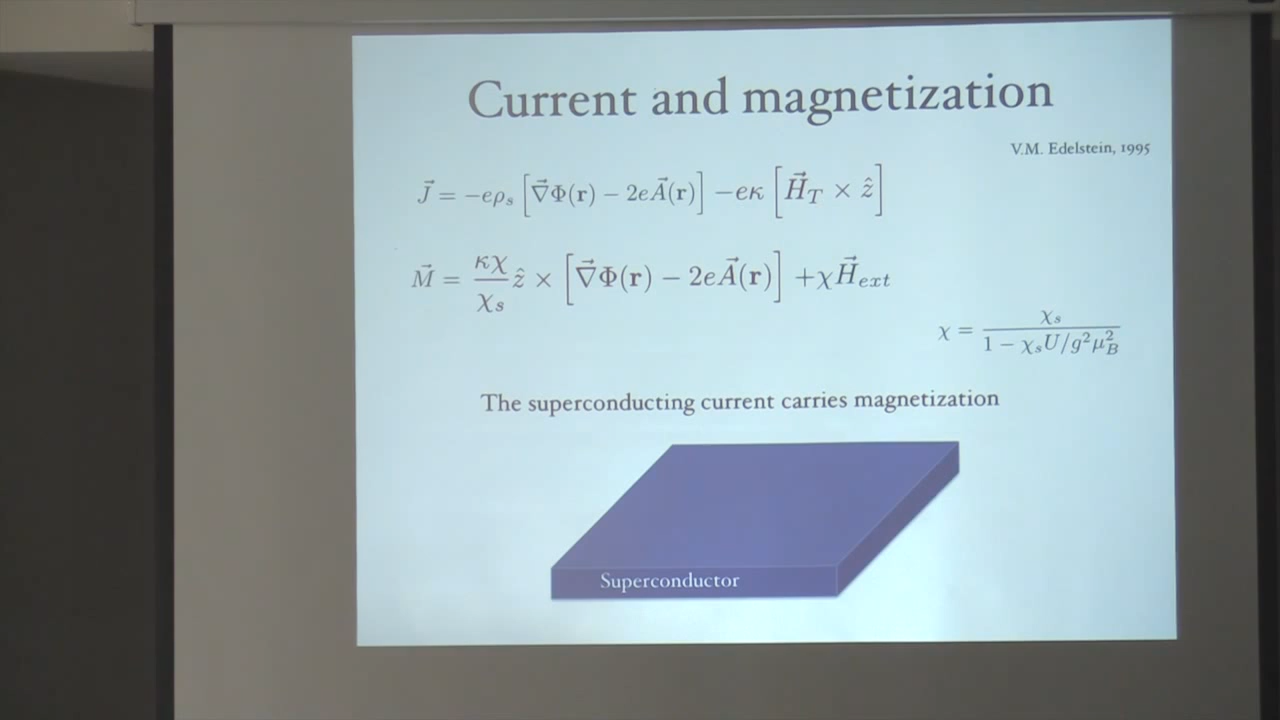 Current and magnetization
V.M. Edelstein, 1995
$\vec{J} = -e\rho_s \left[ \vec{\nabla}\Phi(\mathbf{r}) - 2e\vec{A}(\mathbf{r}) \right] - e\kappa \left[ \vec{H}_T \times \hat{z} \right]$
$\vec{M} = \frac{\kappa\chi}{\chi_s} \hat{z} \times \left[ \vec{\nabla}\Phi(\mathbf{r}) - 2e\vec{A}(\mathbf{r}) \right] + \chi\vec{H}_{ext}$
$\chi = \frac{\chi_s}{1 - \chi_s U/g^2\mu_B^2}$
The superconducting current carries magnetization
Superconductor